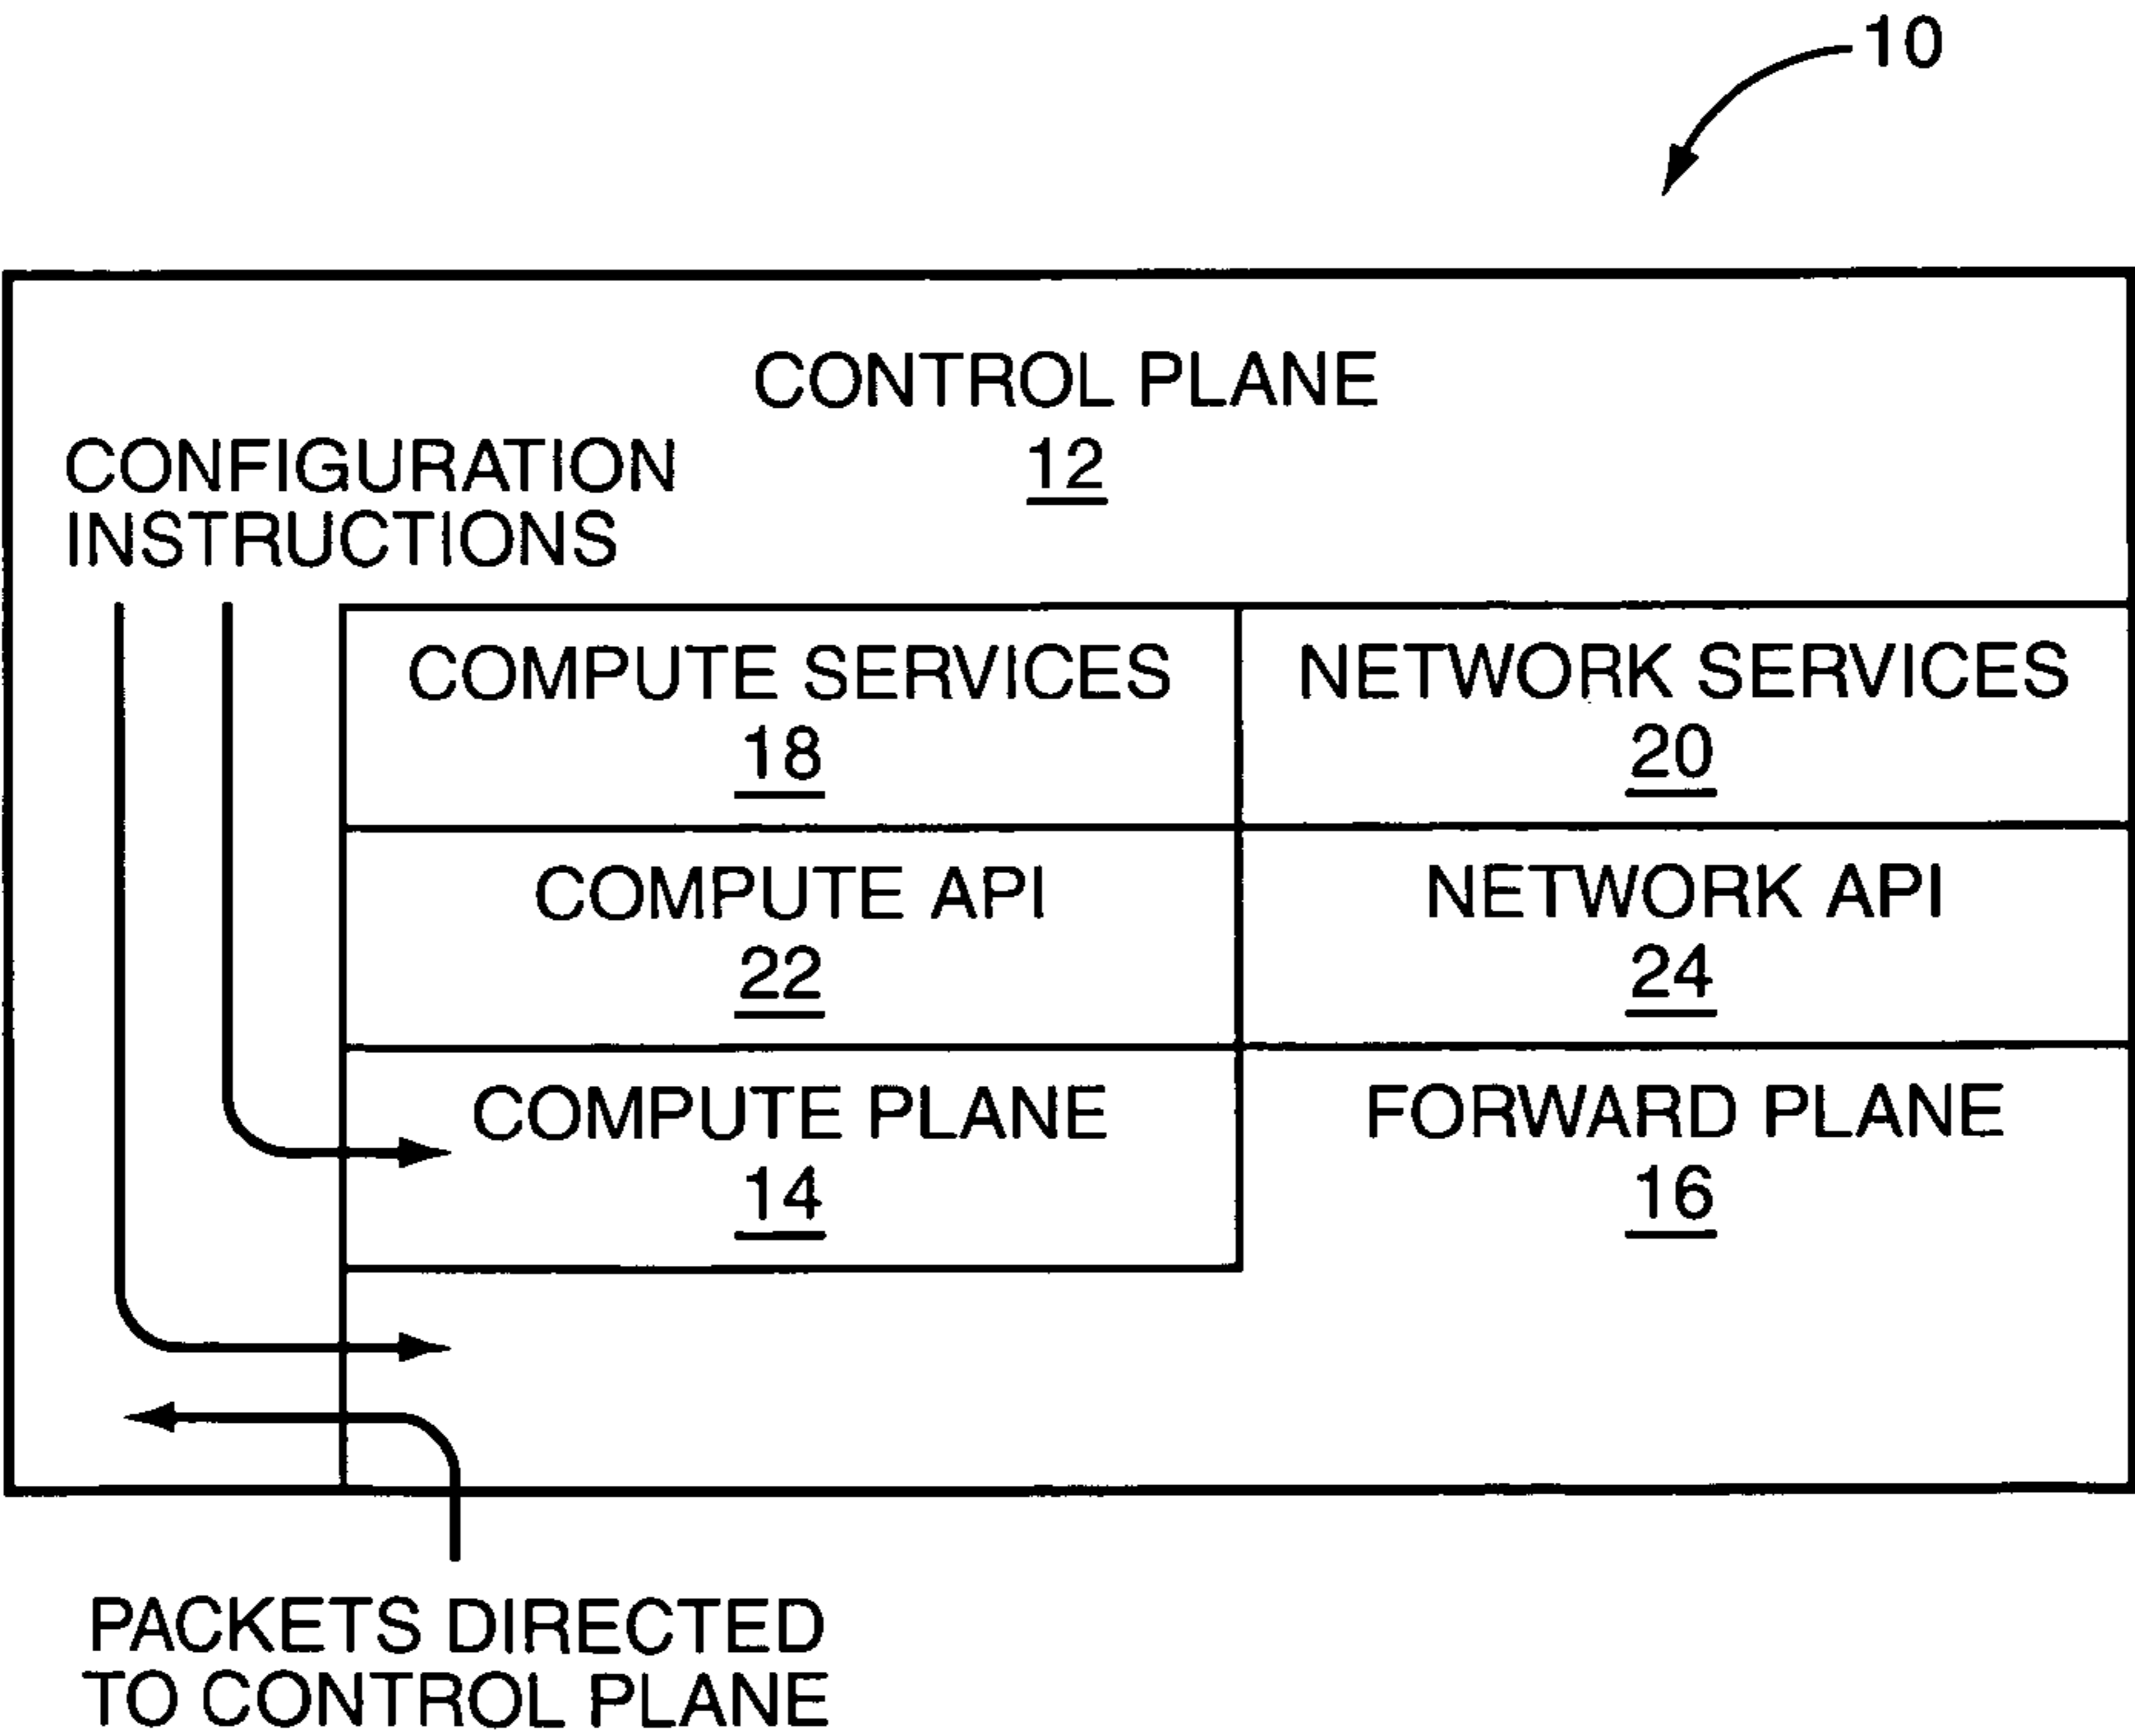 10
CONTROL PLANE
12
CONFIGURATION
INSTRUCTIONS
COMPUTE SERVICES
18
NETWORK SERVICES
20
COMPUTE API
22
NETWORK API
24
COMPUTE PLANE
14
FORWARD PLANE
16
PACKETS DIRECTED
TO CONTROL PLANE